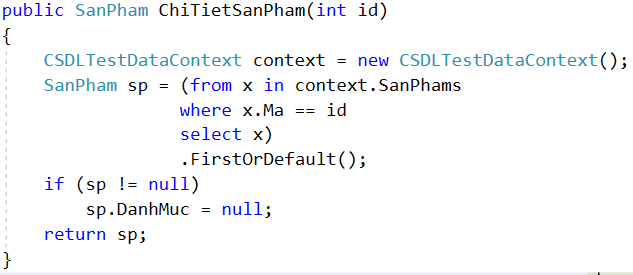 public SanPham ChiTietSanPham(int id)
{
    CSDLTestDataContext context = new CSDLTestDataContext();
    SanPham sp = (from x in context.SanPhams
                  where x.Ma == id
                  select x)
                  .FirstOrDefault();
    if (sp != null)
        sp.DanhMuc = null;
    return sp;
}